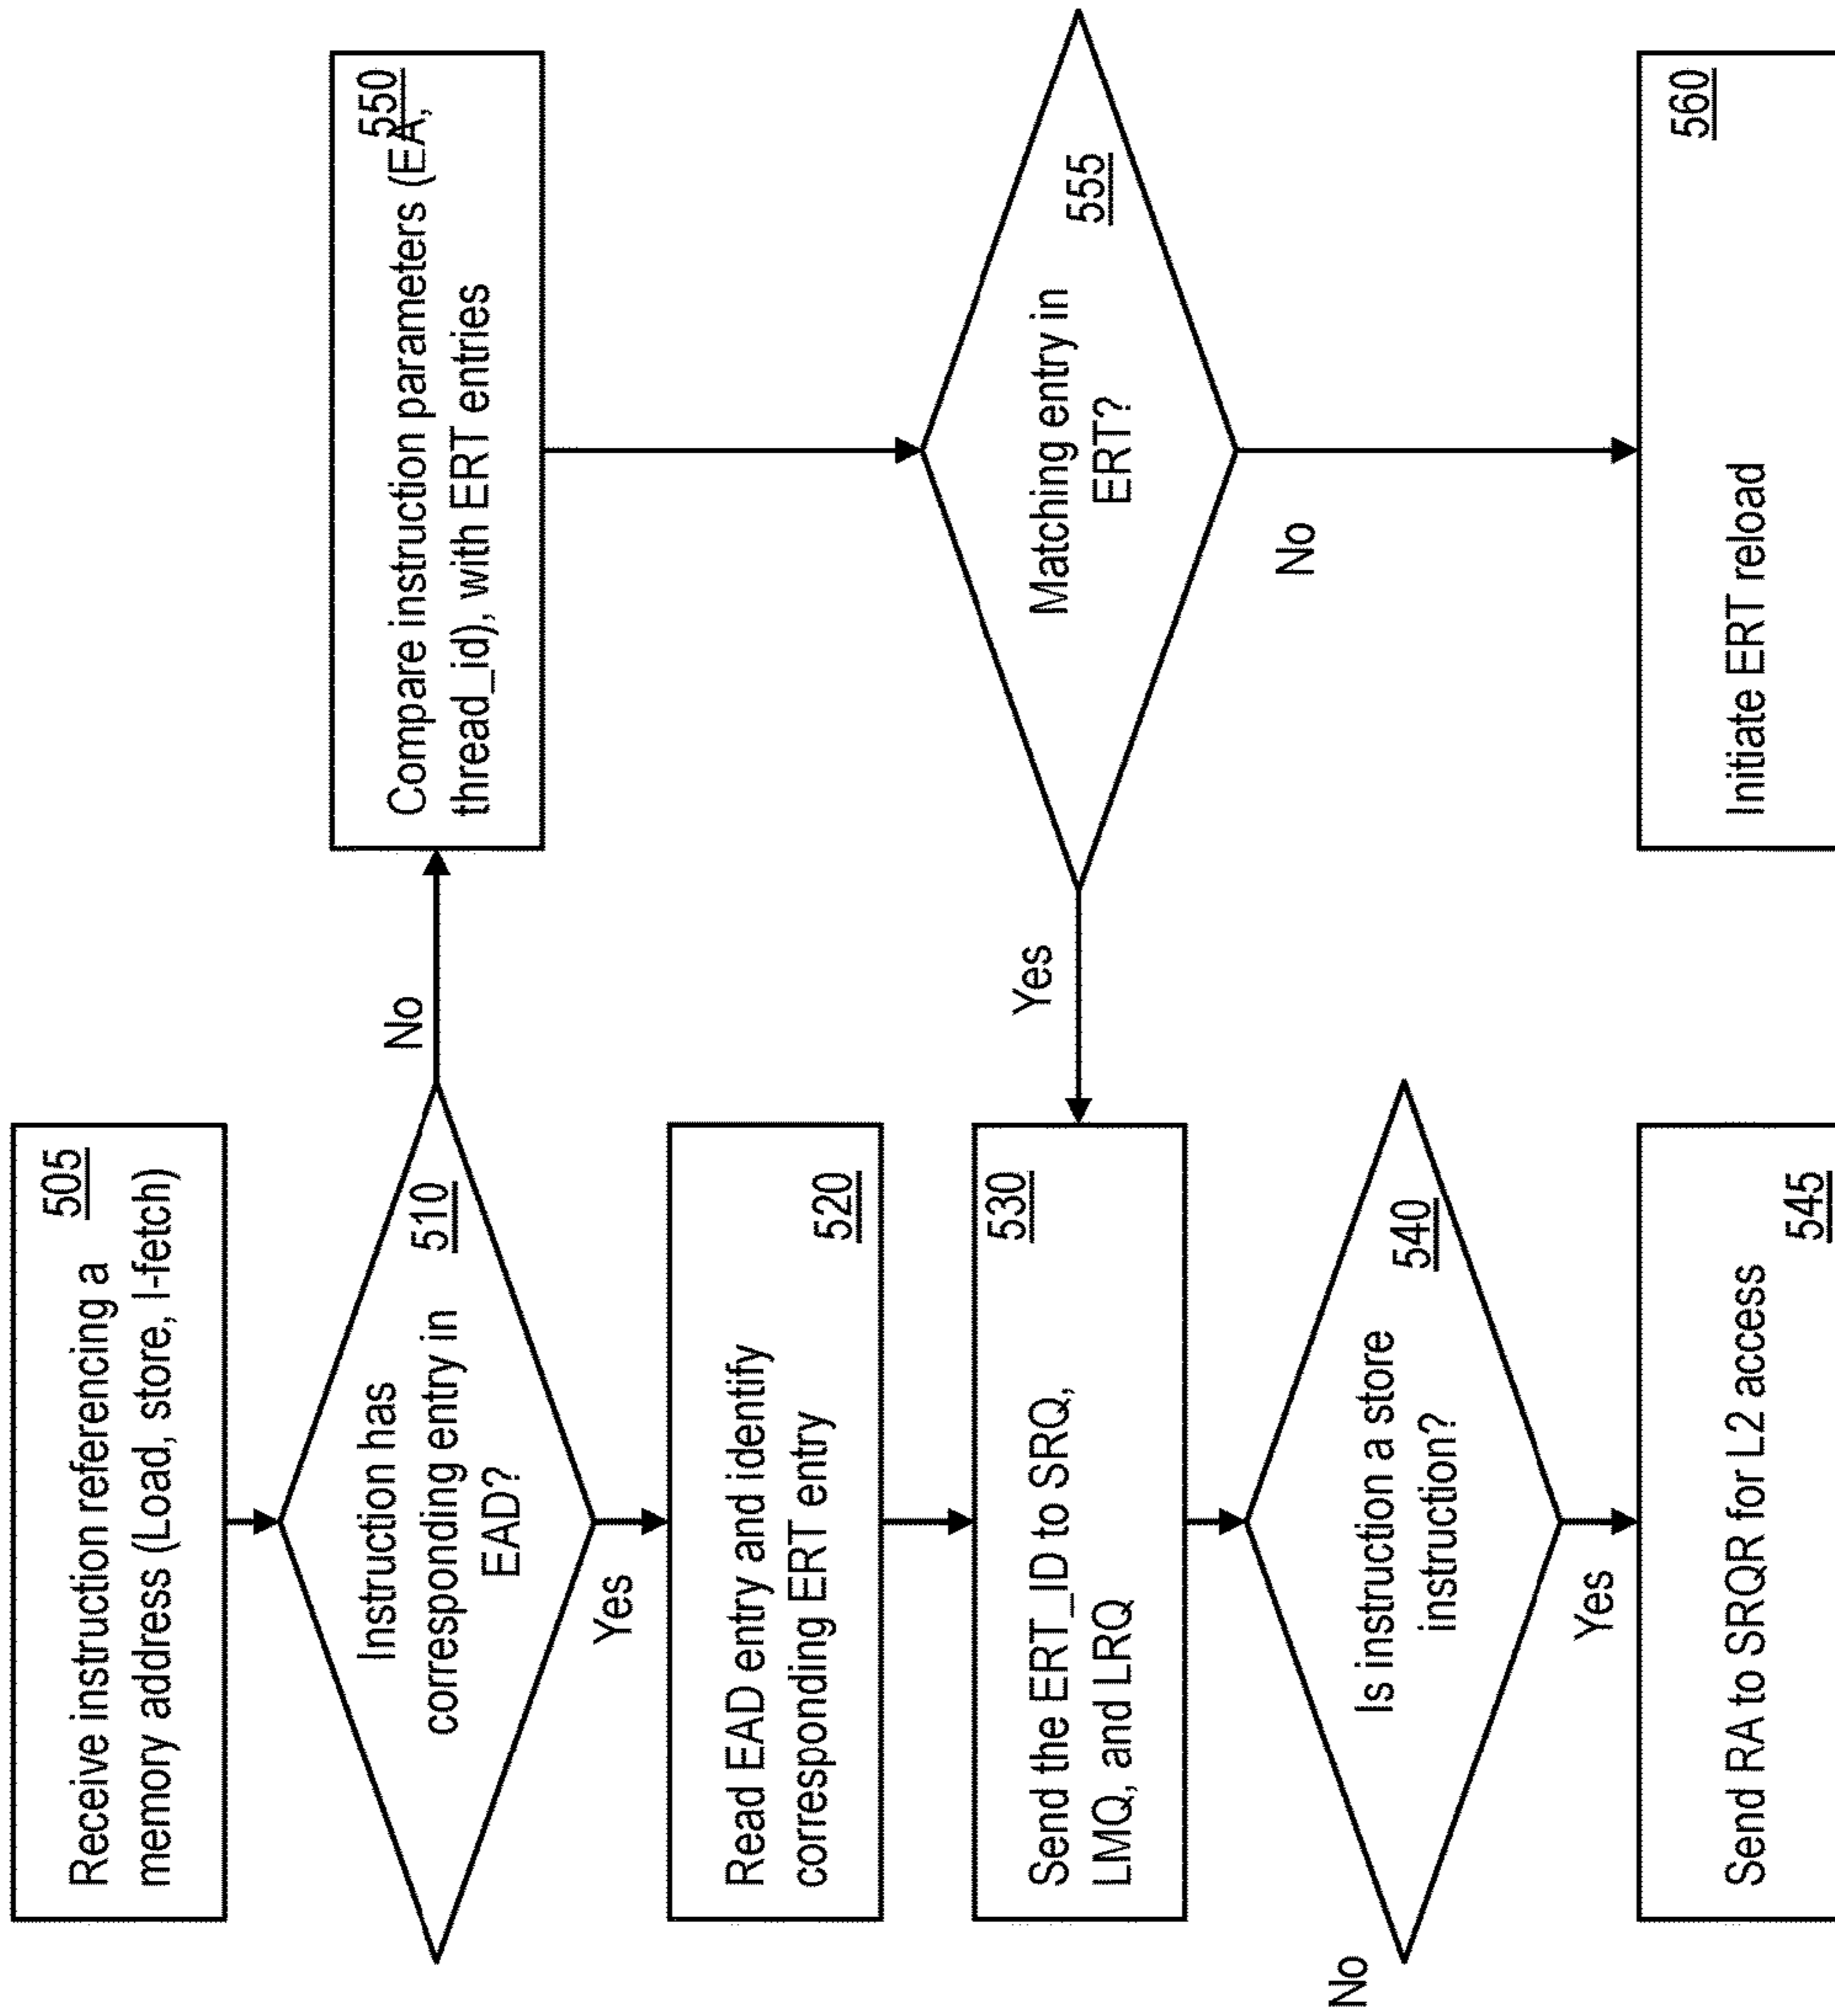 505
Receive instruction referencing a
memory address (Load, store, I-fetch)
510
Instruction has
corresponding entry in
EAD?
No
Yes
550
Compare instruction parameters (EA,
thread_id), with ERT entries
520
Read EAD entry and identify
corresponding ERT entry
530
Send the ERT_ID to SRQ,
LMQ, and LRQ
Yes
555
Matching entry in
ERT?
No
540
Is instruction a store
instruction?
No
Yes
545
Send RA to SRQR for L2 access
560
Initiate ERT reload